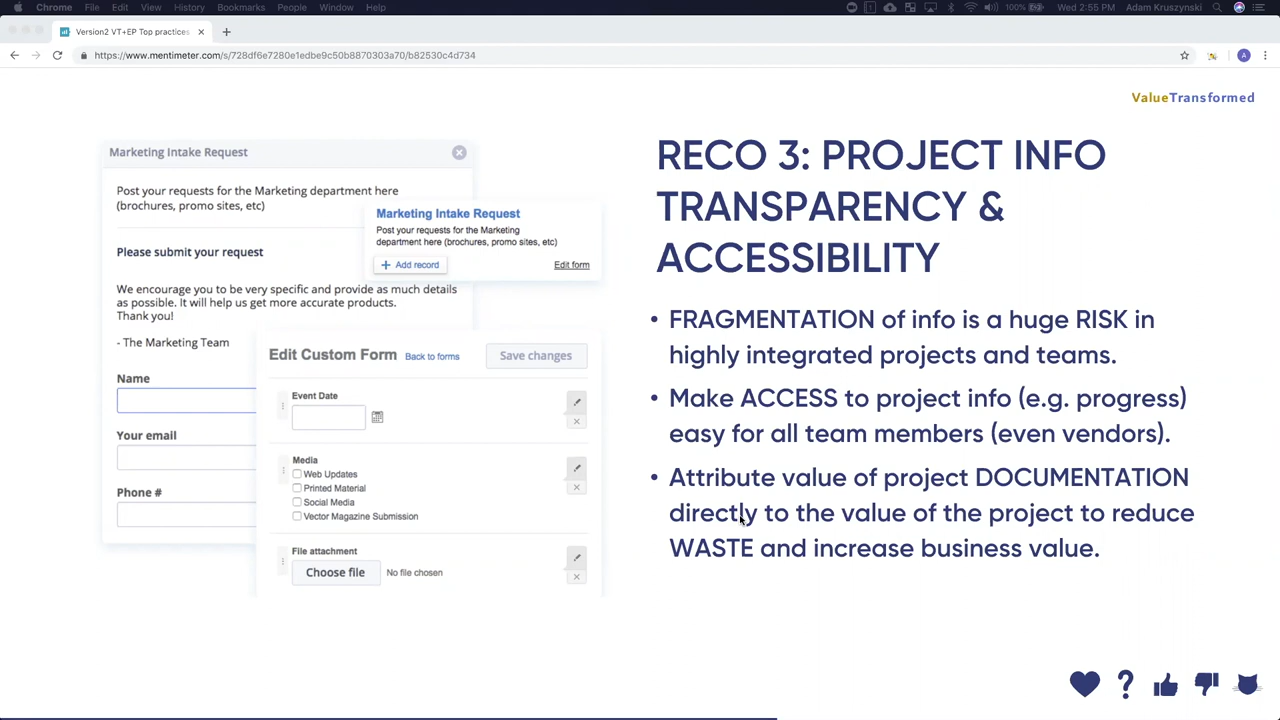 Chrome File Edit View History Bookmarks People Window Help 100% Wed 2:55 PM Adam Kruszynski
Version2 VT+EP Top practices
https://www.mentimeter.com/s/728df6e7280e1edbe9c50b8870303a70/b82530c4d734
A
ValueTransformed
Marketing Intake Request
Post your requests for the Marketing department here
(brochures, promo sites, etc)
Please submit your request
We encourage you to be very specific and provide as much details
as possible. It will help us get more accurate products.
Thank you!
- The Marketing Team
Name
Your email
Phone #
Marketing Intake Request
Post your requests for the Marketing
department here (brochures, promo sites, etc)
+ Add record
Edit form
Edit Custom Form Back to forms Save changes
Event Date
Media
Web Updates
Printed Material
Social Media
Vector Magazine Submission
File attachment
Choose file No file chosen
RECO 3: PROJECT INFO
TRANSPARENCY &
ACCESSIBILITY
• FRAGMENTATION of info is a huge RISK in
highly integrated projects and teams.
• Make ACCESS to project info (e.g. progress)
easy for all team members (even vendors).
• Attribute value of project DOCUMENTATION
directly to the value of the project to reduce
WASTE and increase business value.
?